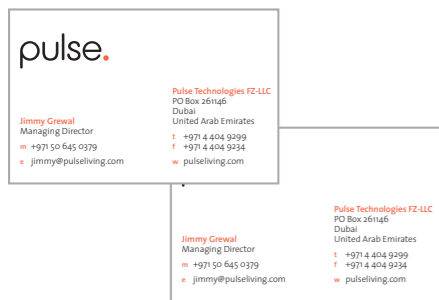 pulse.
Jimmy Grewal
Managing Director
m +971 50 645 0379
e jimmy@pulseliving.com
Pulse Technologies FZ-LLC
PO Box 261146
Dubai
United Arab Emirates
t +971 4 404 9299
f +971 4 404 9234
w pulseliving.com
Jimmy Grewal
Managing Director
m +971 50 645 0379
e jimmy@pulseliving.com
Pulse Technologies FZ-LLC
PO Box 261146
Dubai
United Arab Emirates
t +971 4 404 9299
f +971 4 404 9234
w pulseliving.com